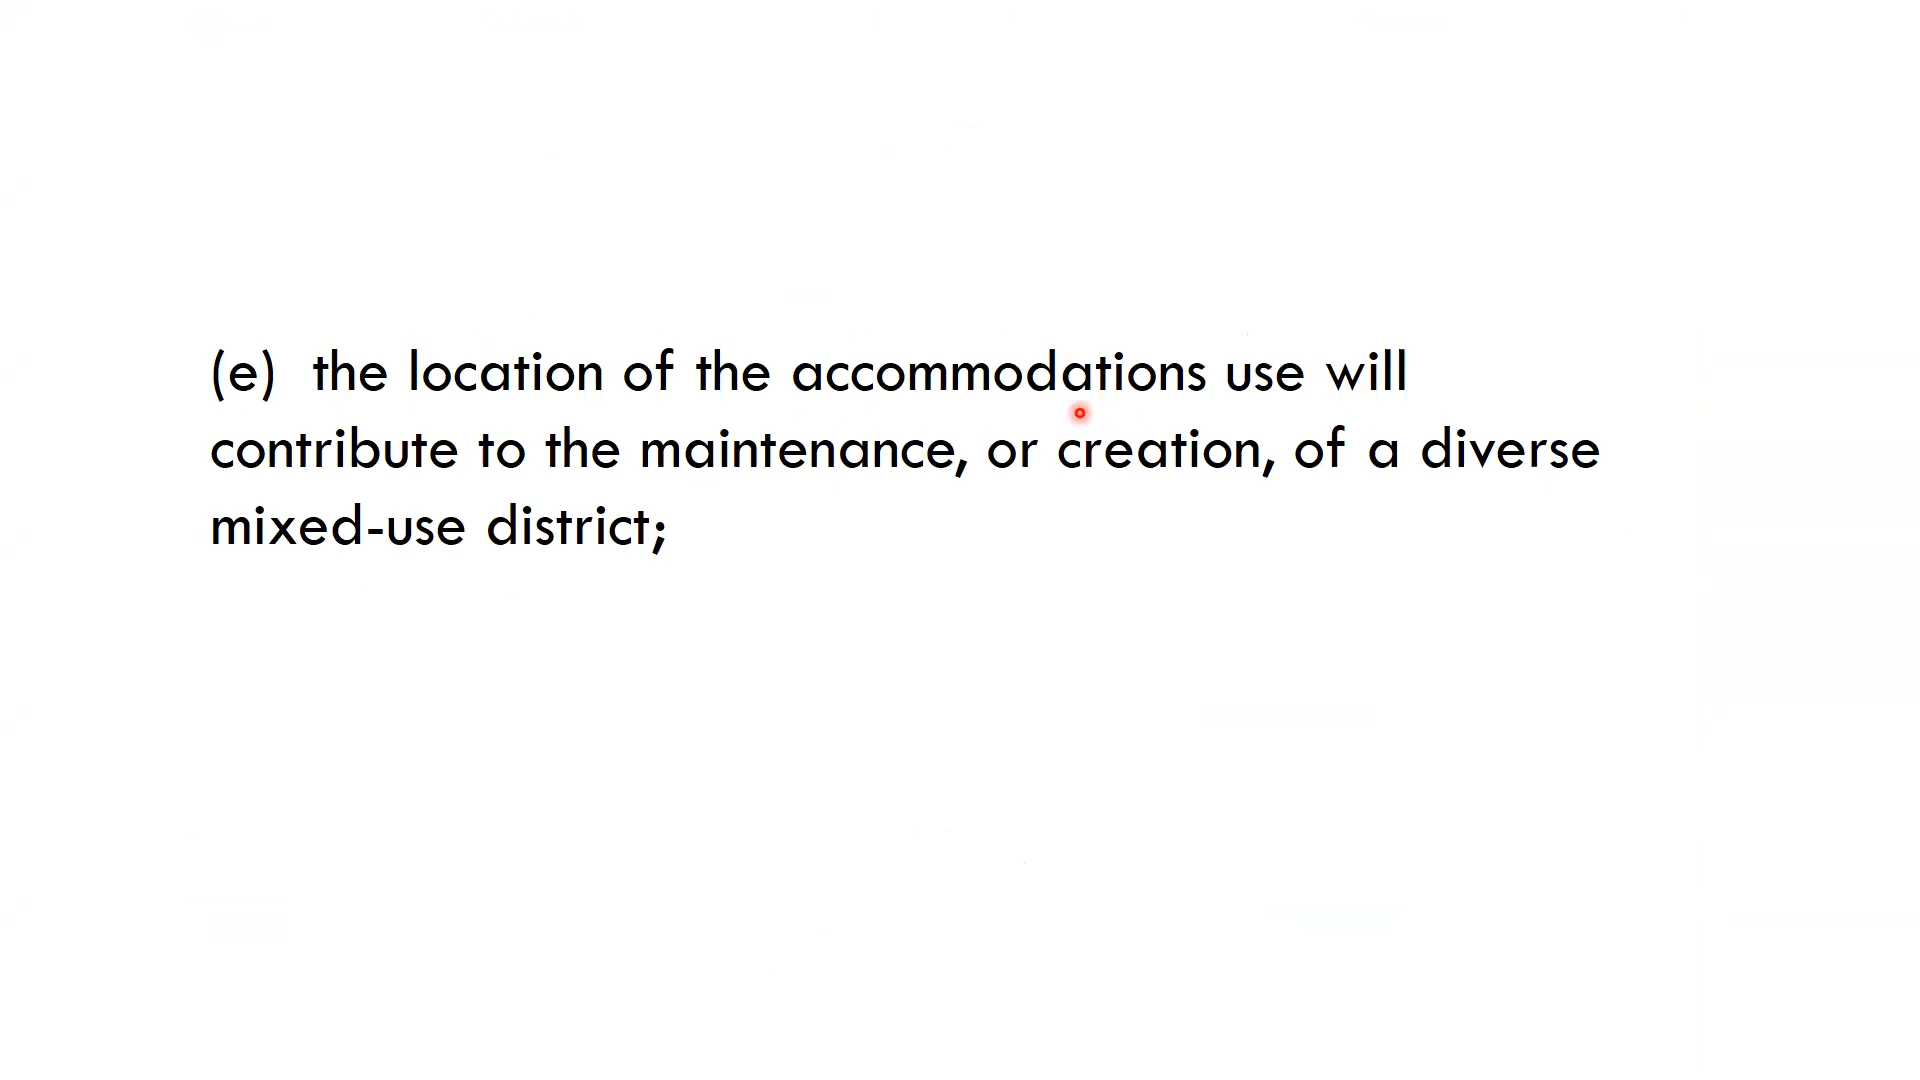 (e)  the location of the accommodations use will
contribute to the maintenance, or creation, of a diverse
mixed-use district;